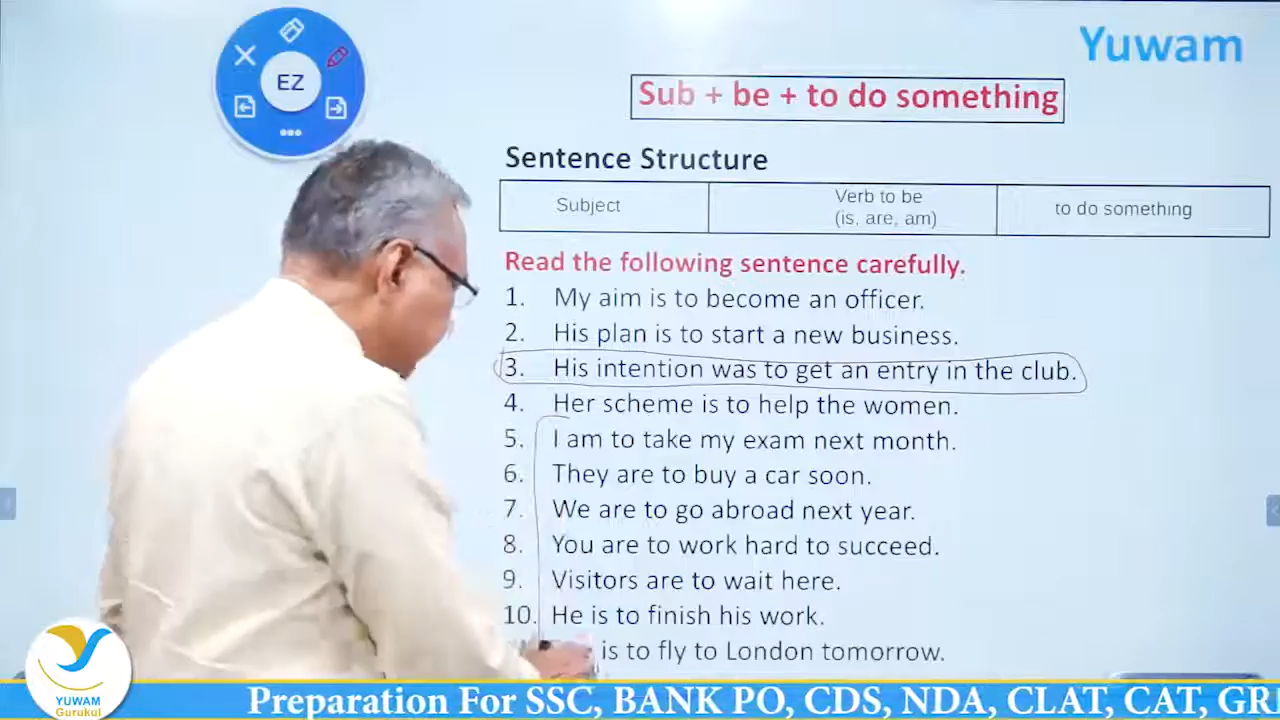 Yuwam
EZ
Sub + be + to do something
Sentence Structure
Subject
Verb to be
(is, are, am)
to do something
Read the following sentence carefully.
1. My aim is to become an officer.
2. His plan is to start a new business.
3. His intention was to get an entry in the club.
4. Her scheme is to help the women.
5. I am to take my exam next month.
6. They are to buy a car soon.
7. We are to go abroad next year.
8. You are to work hard to succeed.
9. Visitors are to wait here.
10. He is to finish his work.
is to fly to London tomorrow.
YUWAM
Gurukul
Preparation For SSC, BANK PO, CDS, NDA, CLAT, CAT, GR